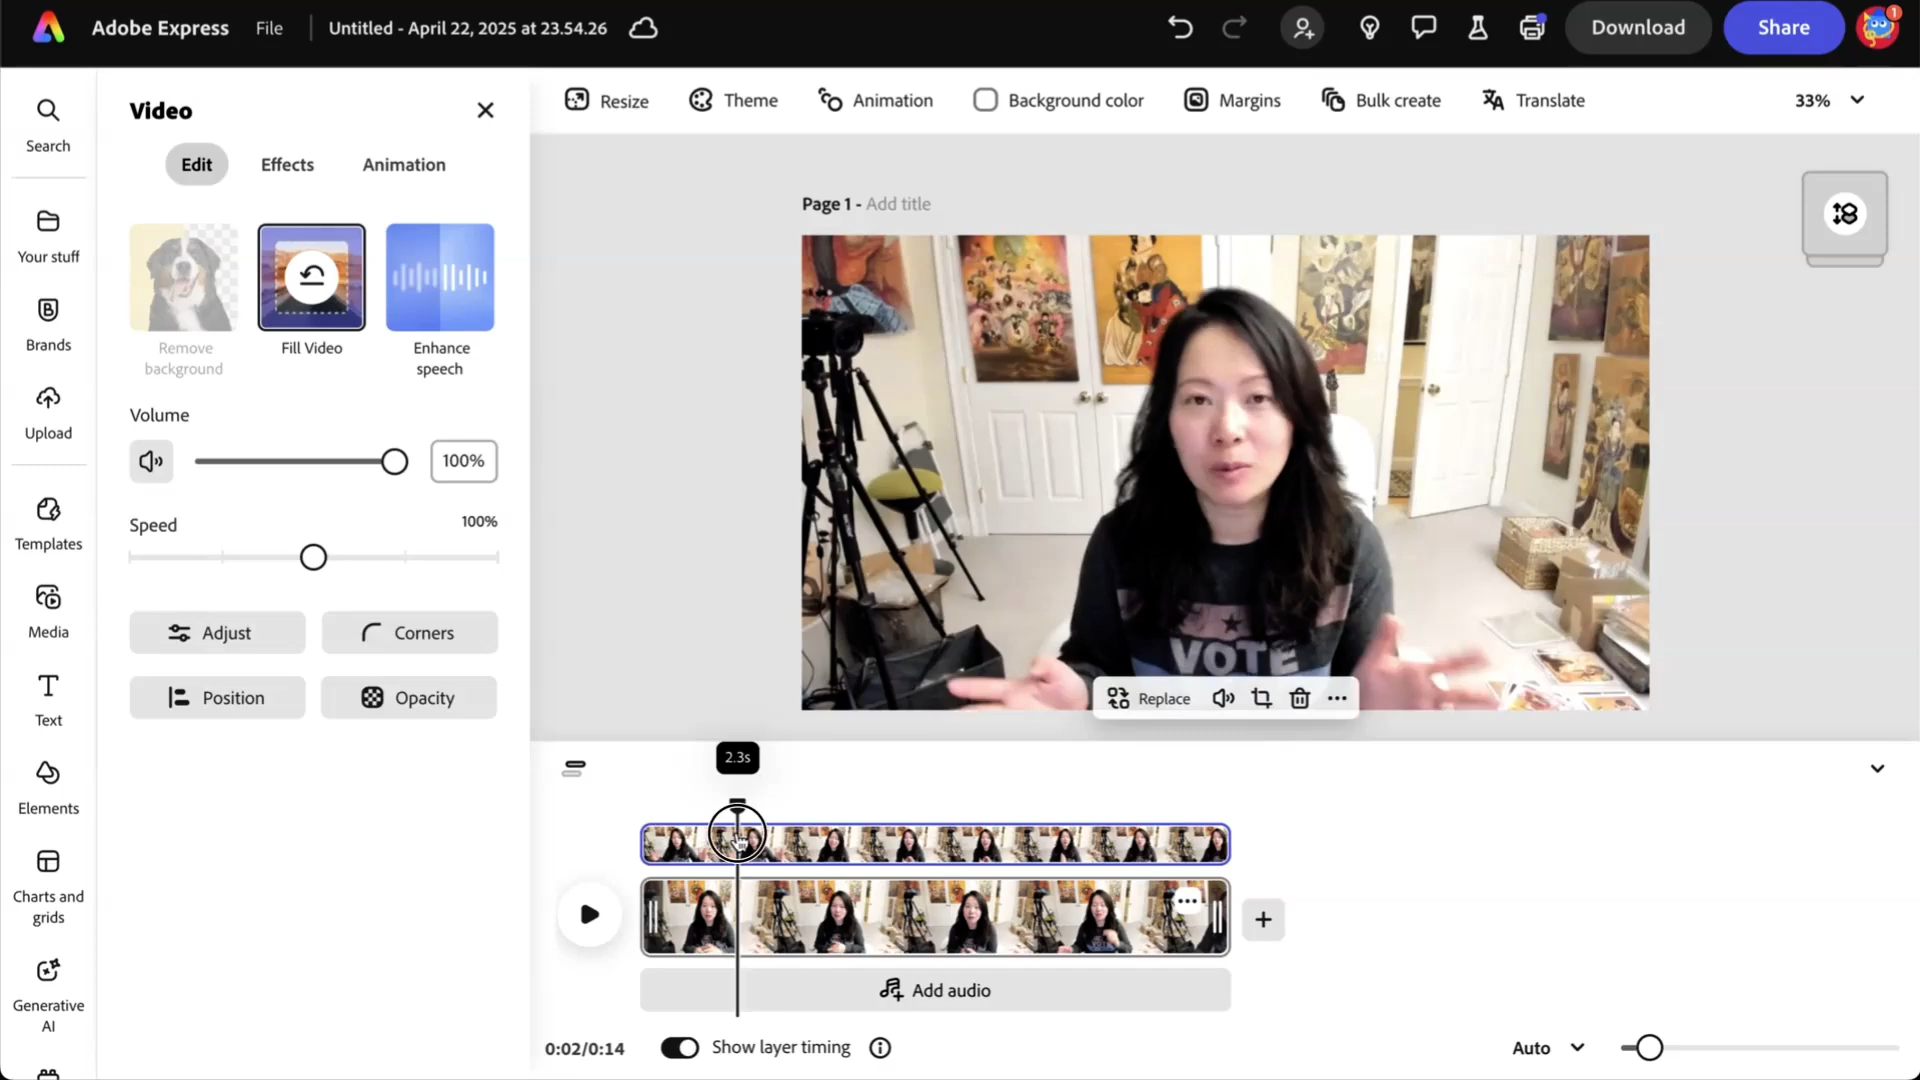 Adobe Express
File
Untitled - April 22, 2025 at 23.54.26
Download
Share
1
Search
Your stuff
Brands
Upload
Templates
Media
Text
Elements
Charts and
grids
Generative
AI
Video
Edit
Effects
Animation
Remove
background
Fill Video
Enhance
speech
Volume
100%
Speed
100%
Adjust
Corners
Position
Opacity
Resize
Theme
Animation
Background color
Margins
Bulk create
Translate
33%
Page 1 - Add title
VOTE
Replace
2.3s
Add audio
0:02/0:14
Show layer timing
Auto